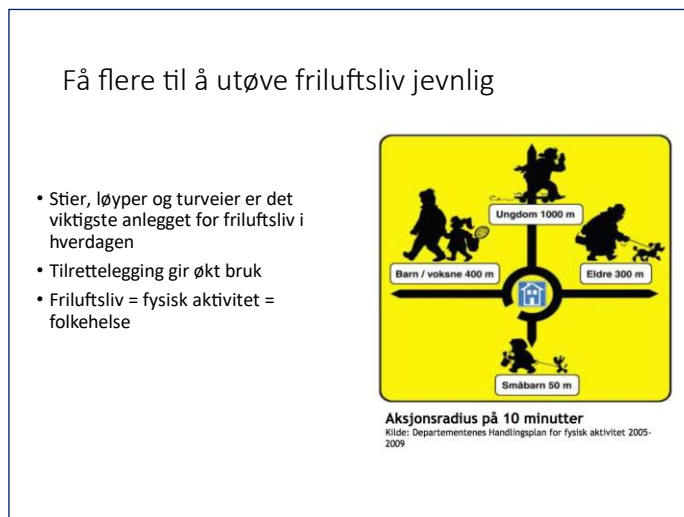 Få flere til å utøve friluftsliv jevnlig
• Stier, løyper og turveier er det
viktigste anlegget for friluftsliv i
hverdagen
• Tilrettelegging gir økt bruk
• Friluftsliv = fysisk aktivitet =
folkehelse
Ungdom 1000 m
Barn / voksne 400 m
Eldre 300 m
Småbarn 50 m
Aksjonsradius på 10 minutter
Kilde: Departementenes Handlingsplan for fysisk aktivitet 2005-
2009